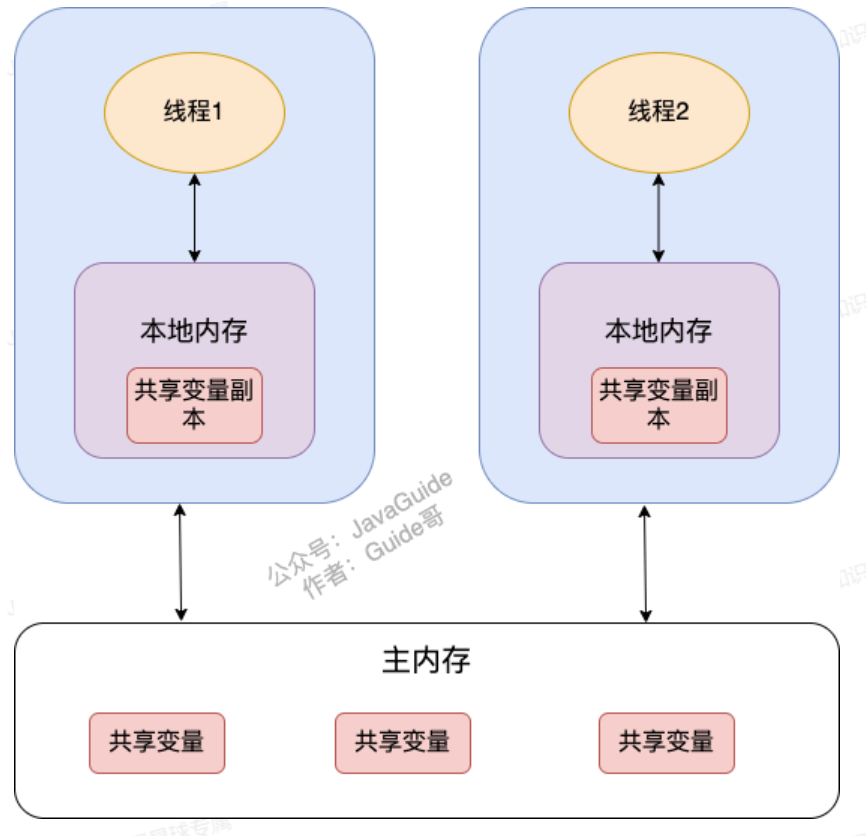 线程1
线程2
本地内存
本地内存
共享变量副
本
共享变量副
本
公众号：JavaGuide
作者：Guide哥
主内存
共享变量
共享变量
共享变量